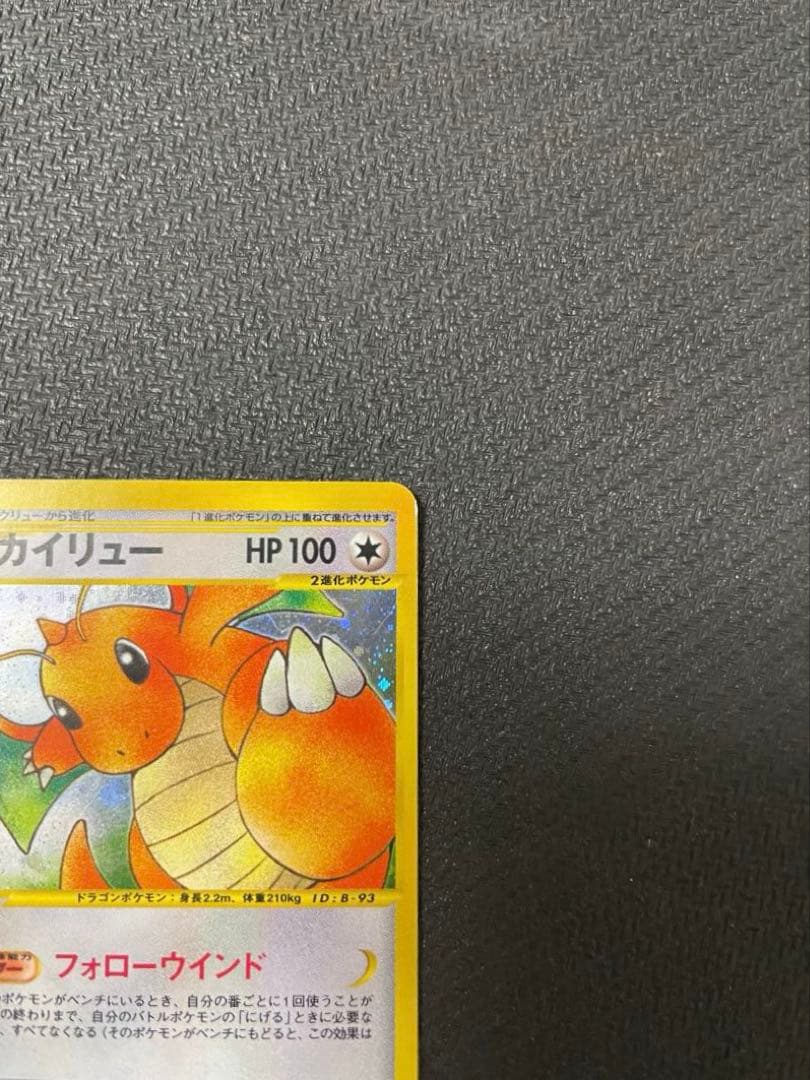 クリューから進化 「1進化ポケモン」の上に重ねて進化させます。
カイリュー HP100
2進化ポケモン
ドラゴンポケモン：身長2.2m、体重210kg ID：B-93
フォローウインド
ポケモンがベンチにいるとき、自分の番ごとに1回使うことが
の終わりまで、自分のバトルポケモンの「にげる」ときに必要な
、すべてなくなる（そのポケモンがベンチにもどると、この効果は